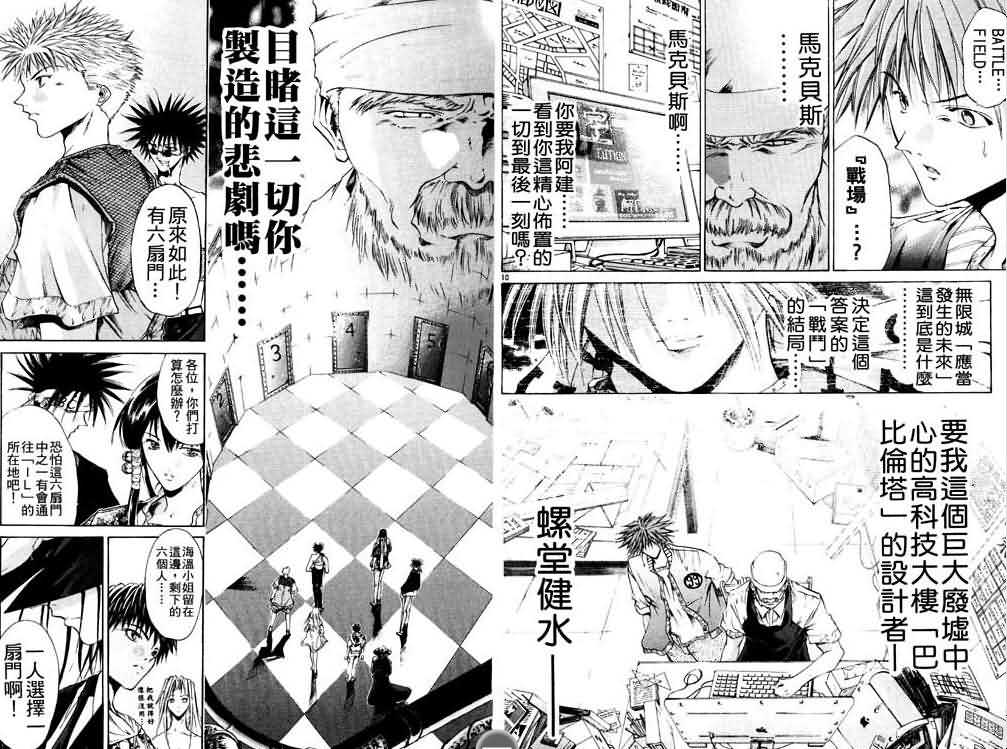 BATTLE
FIELD…
『戰場』…?
馬克貝斯
………
馬克貝斯啊……
你要我阿建……
看到你這精心佈置的
一切到最後一刻嗎?
10
無限城「應當
發生的未來」
這到底是什麼
………
決定這個
答案的
「戰鬥」
的結局……
要我這個巨大廢墟中
心的高科技大樓「巴
比倫塔」的設計者—
螺堂健水——
99
目睹這一切你
製造的悲劇嗎……
3
4
5
原來如此!
有六扇門…
各位,你們打
算怎麼辦?
恐怕這六扇門
中之一有會通
往「IL」的
所在地吧!
海溫小姐留在
這邊,剩下的
六個人……
一人選擇一
扇門啊!